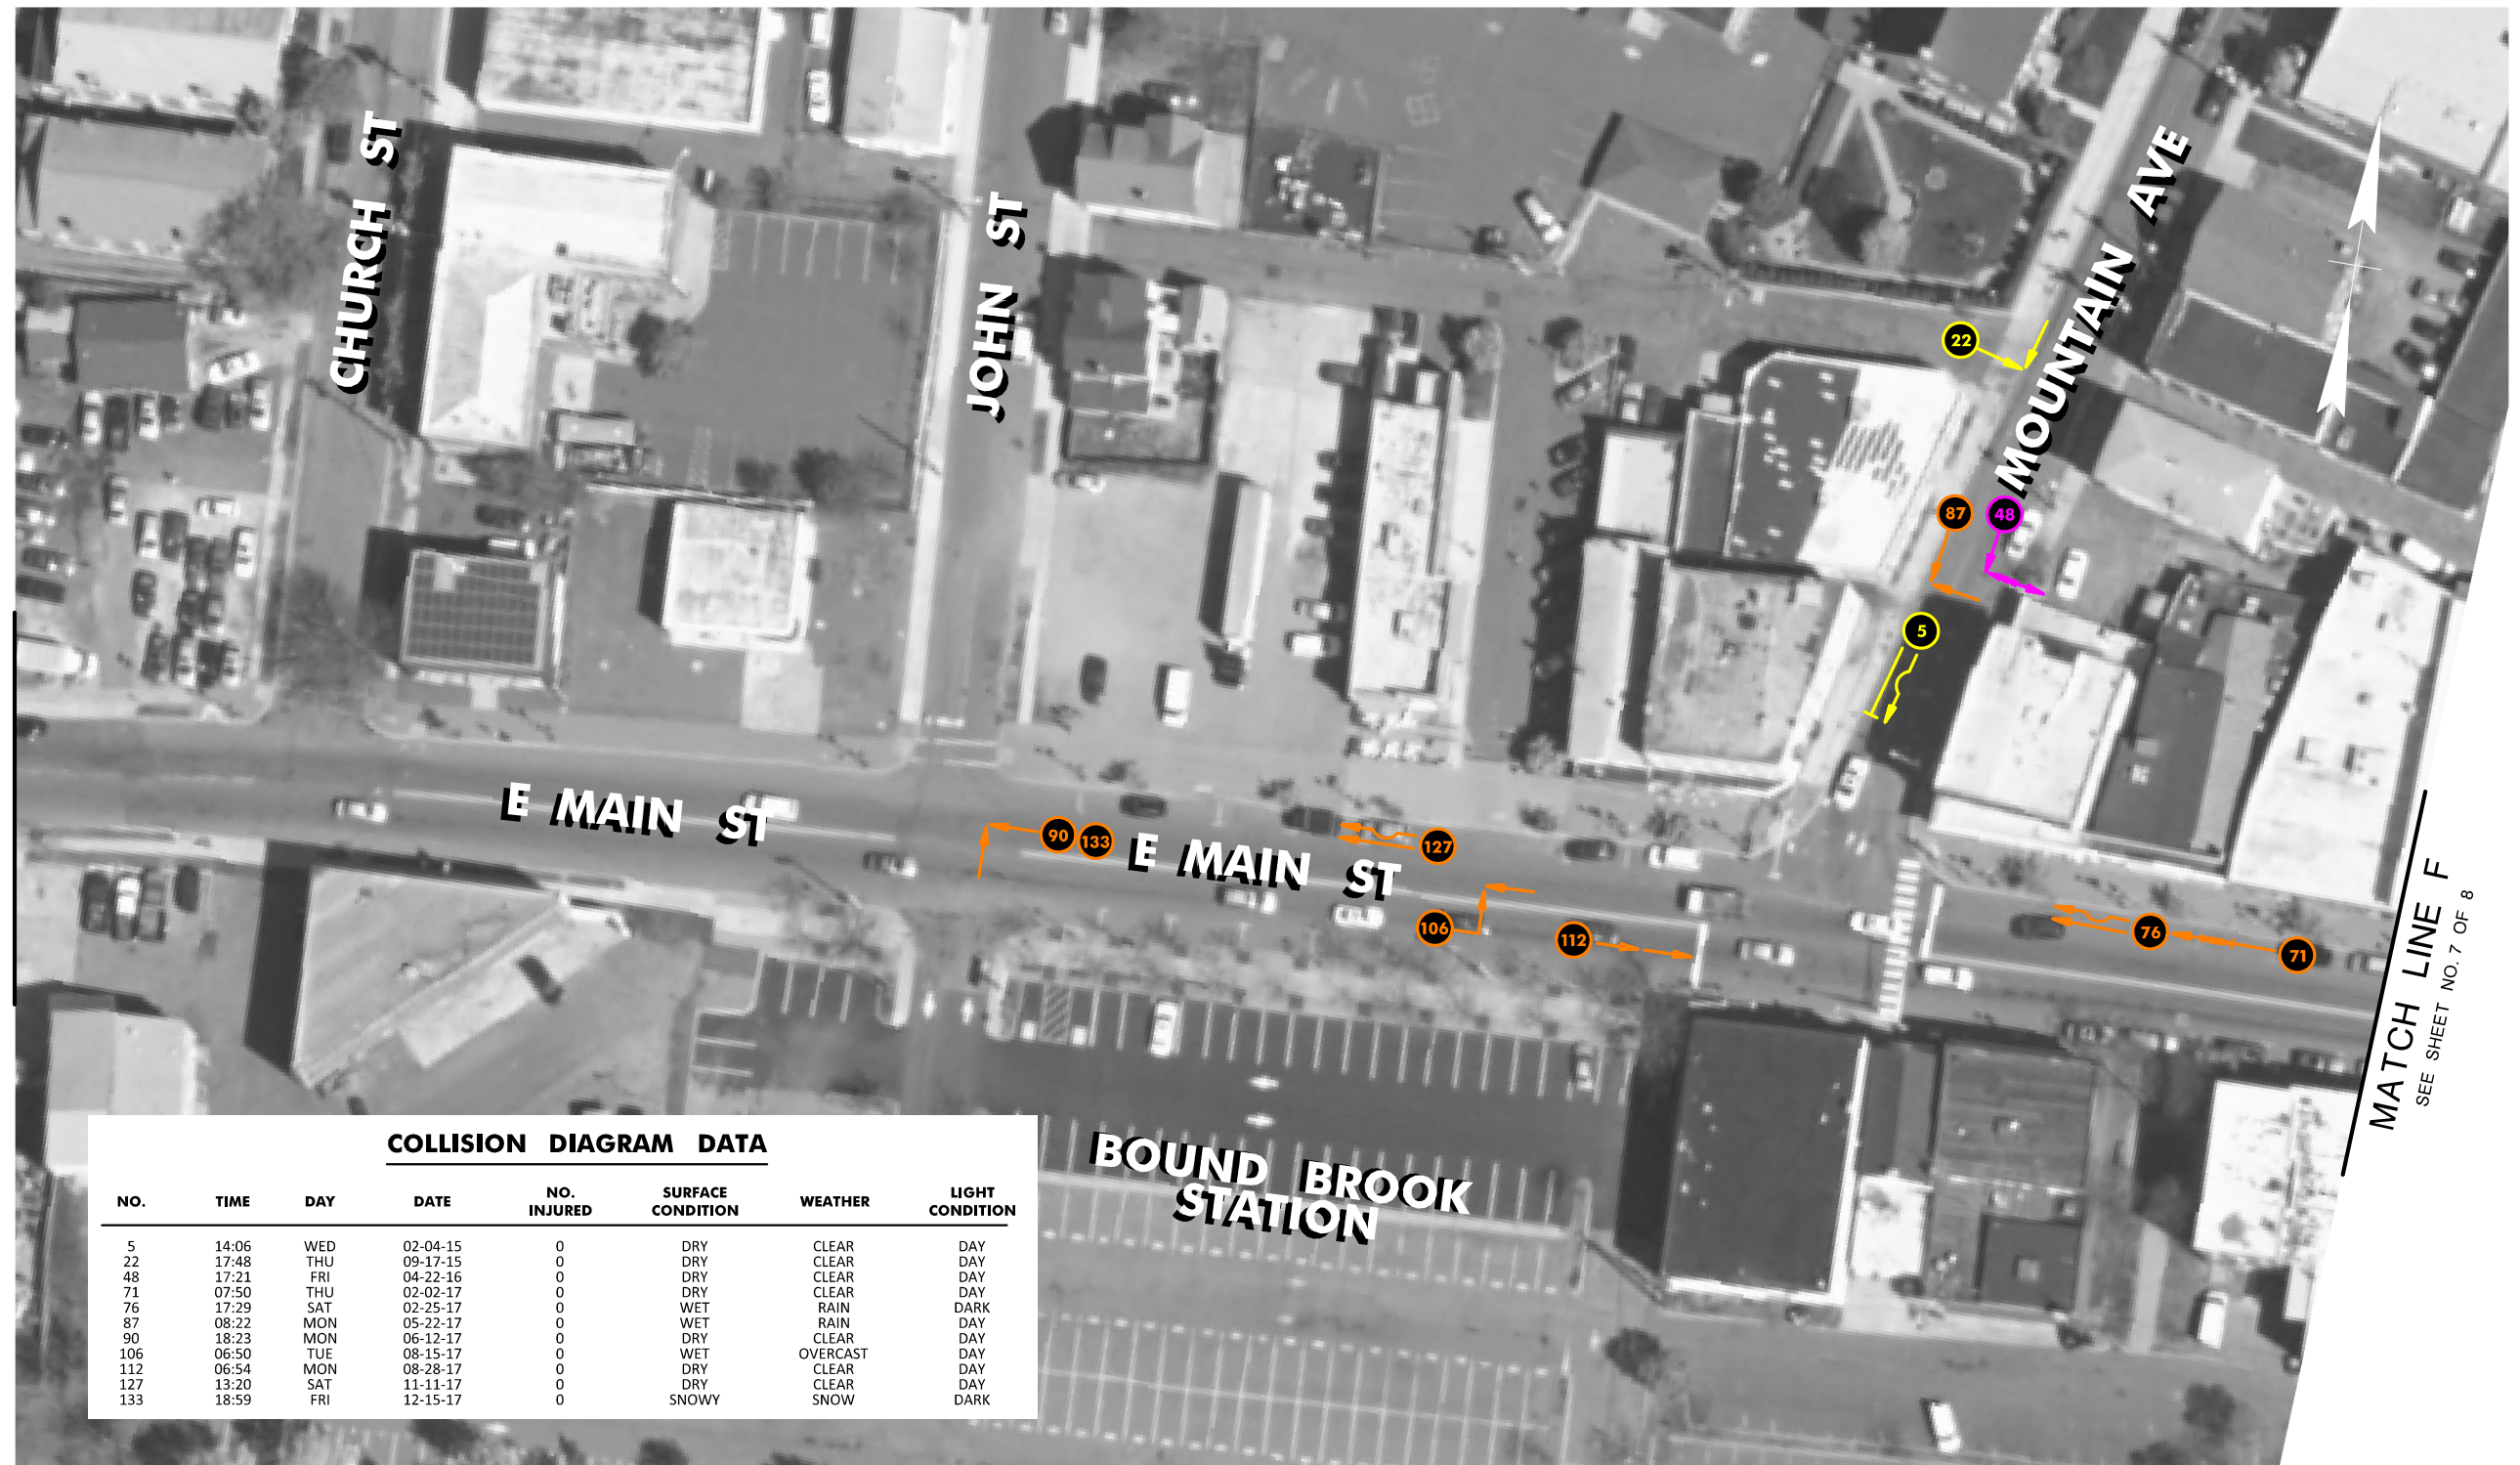 CHURCH ST
JOHN ST
MOUNTAIN AVE
22
87
48
5
E MAIN ST
90
133
E MAIN ST
127
106
112
76
71
MATCH LINE F
SEE SHEET NO. 7 OF 8
BOUND BROOK
STATION
COLLISION DIAGRAM DATA
NO. TIME DAY DATE NO. INJURED SURFACE CONDITION WEATHER LIGHT CONDITION
5 14:06 WED 02-04-15 0 DRY CLEAR DAY
22 17:48 THU 09-17-15 0 DRY CLEAR DAY
48 17:21 FRI 04-22-16 0 DRY CLEAR DAY
71 07:50 THU 02-02-17 0 DRY CLEAR DAY
76 17:29 SAT 02-25-17 0 WET RAIN DARK
87 08:22 MON 05-22-17 0 WET RAIN DAY
90 18:23 MON 06-12-17 0 DRY CLEAR DAY
106 06:50 TUE 08-15-17 0 WET OVERCAST DAY
112 06:54 MON 08-28-17 0 DRY CLEAR DAY
127 13:20 SAT 11-11-17 0 DRY CLEAR DAY
133 18:59 FRI 12-15-17 0 SNOWY SNOW DARK